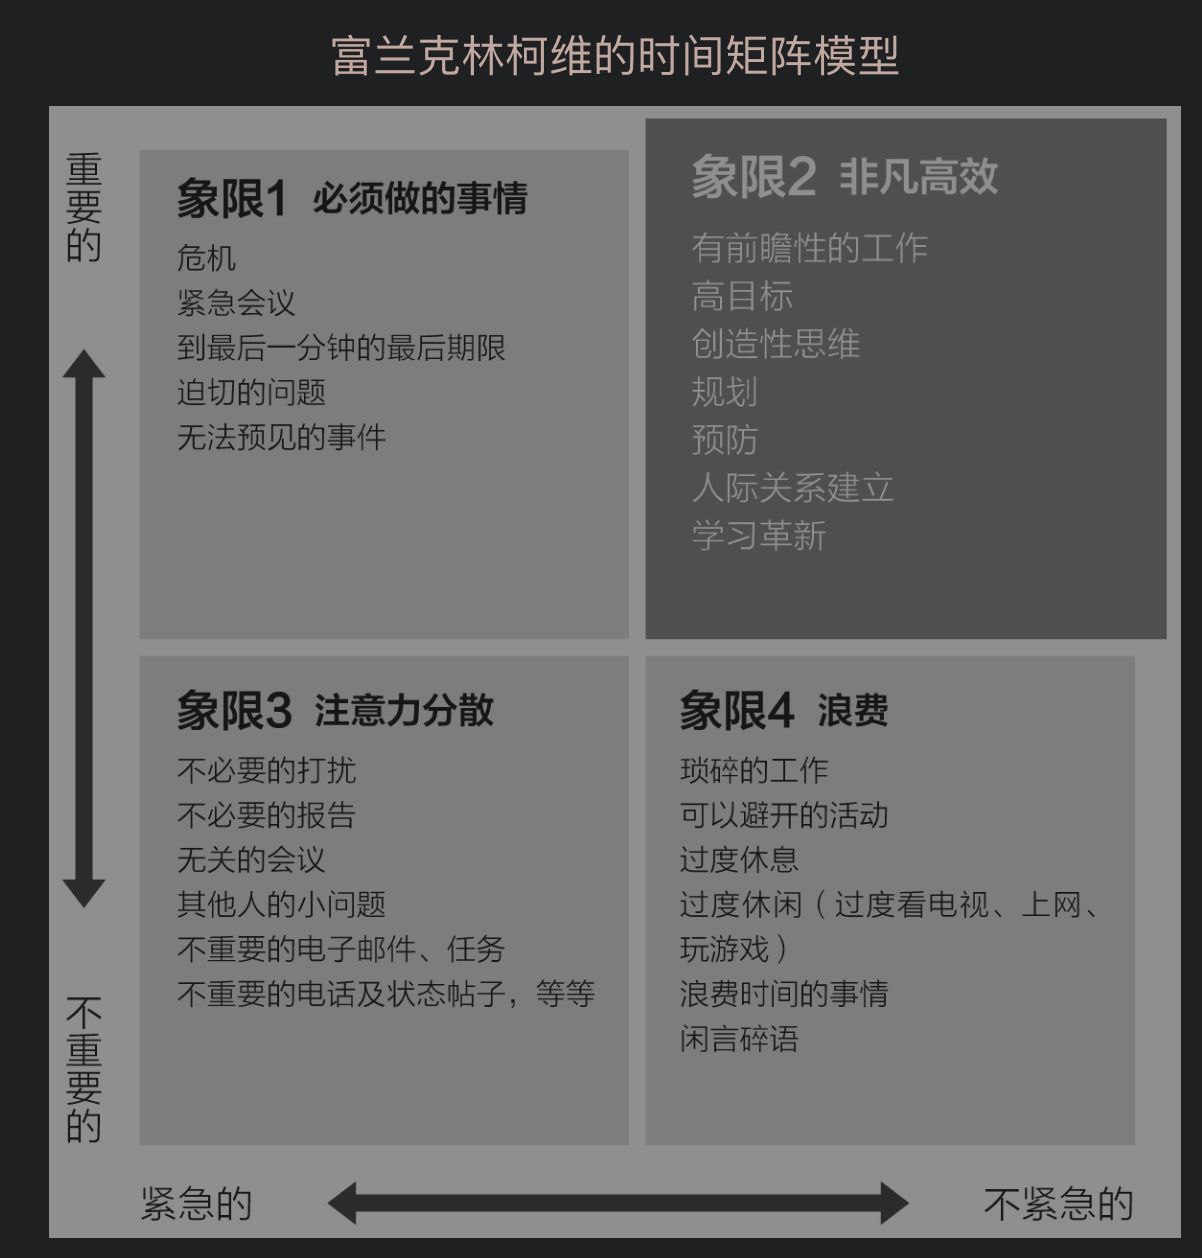 富兰克林柯维的时间矩阵模型
重要的
象限1 必须做的事情
危机
紧急会议
到最后一分钟的最后期限
迫切的问题
无法预见的事件
象限2 非凡高效
有前瞻性的工作
高目标
创造性思维
规划
预防
人际关系建立
学习革新
象限3 注意力分散
不必要的打扰
不必要的报告
无关的会议
其他人的小问题
不重要的电子邮件、任务
不重要的电话及状态帖子，等等
象限4 浪费
琐碎的工作
可以避开的活动
过度休息
过度休闲（过度看电视、上网、
玩游戏）
浪费时间的事情
闲言碎语
不重要的
紧急的
不紧急的